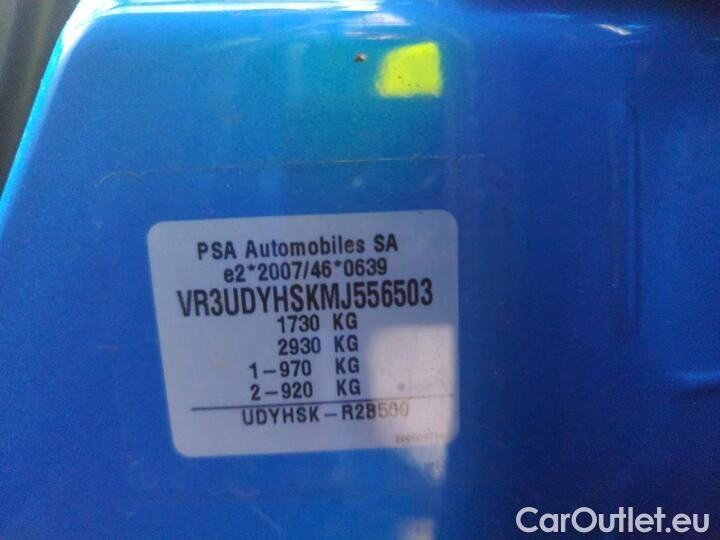 PSA Automobiles SA
e2*2007/46*0639
VR3UDYHSKMJ556503
1730 KG
2930 KG
1-970 KG
2-920 KG
UDYHSK-R2B500
CarOutlet.eu